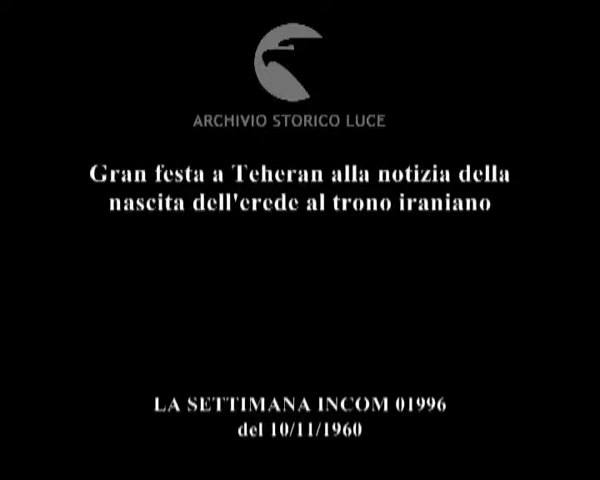 ARCHIVIO STORICO LUCE
Gran festa a Teheran alla notizia della
nascita dell'erede al trono iraniano
LA SETTIMANA INCOM 01996
del 10/11/1960